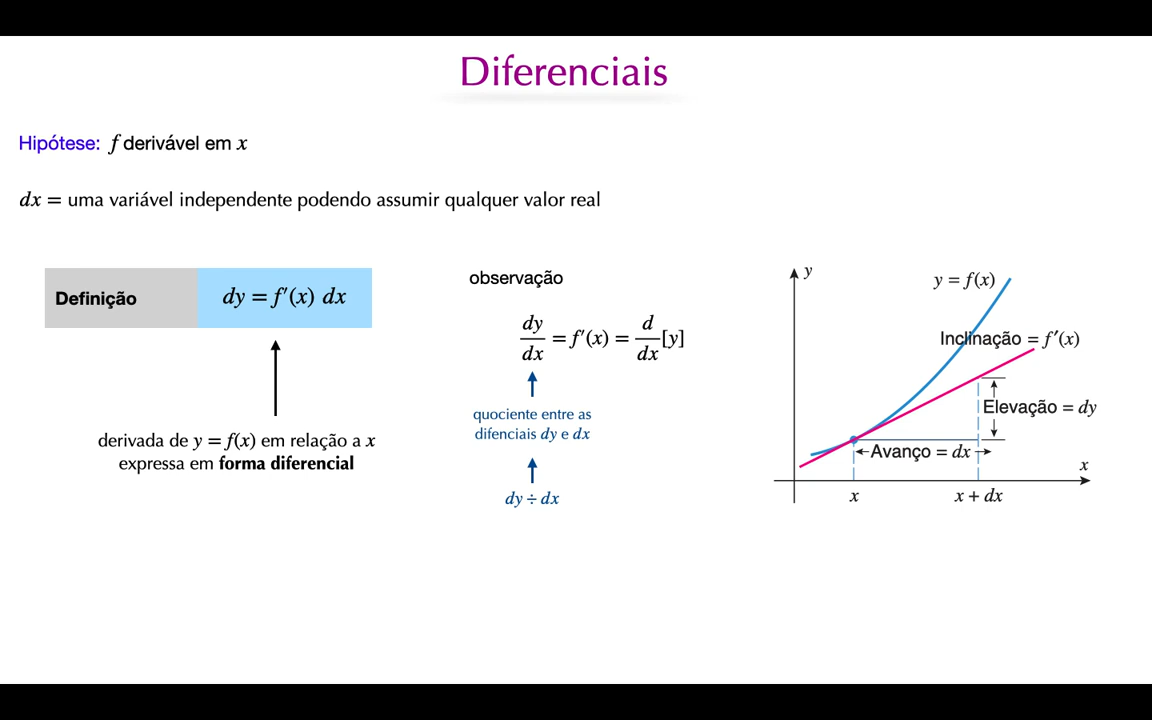 Diferenciais
Hipótese: f derivável em x
dx = uma variável independente podendo assumir qualquer valor real
Definição
dy = f′(x) dx
derivada de y = f(x) em relação a x
expressa em forma diferencial
observação
dy/dx = f′(x) = d/dx [y]
quociente entre as
difenciais dy e dx
dy ÷ dx
y
y = f(x)
Inclinação = f′(x)
Elevação = dy
Avanço = dx
x
x
x + dx